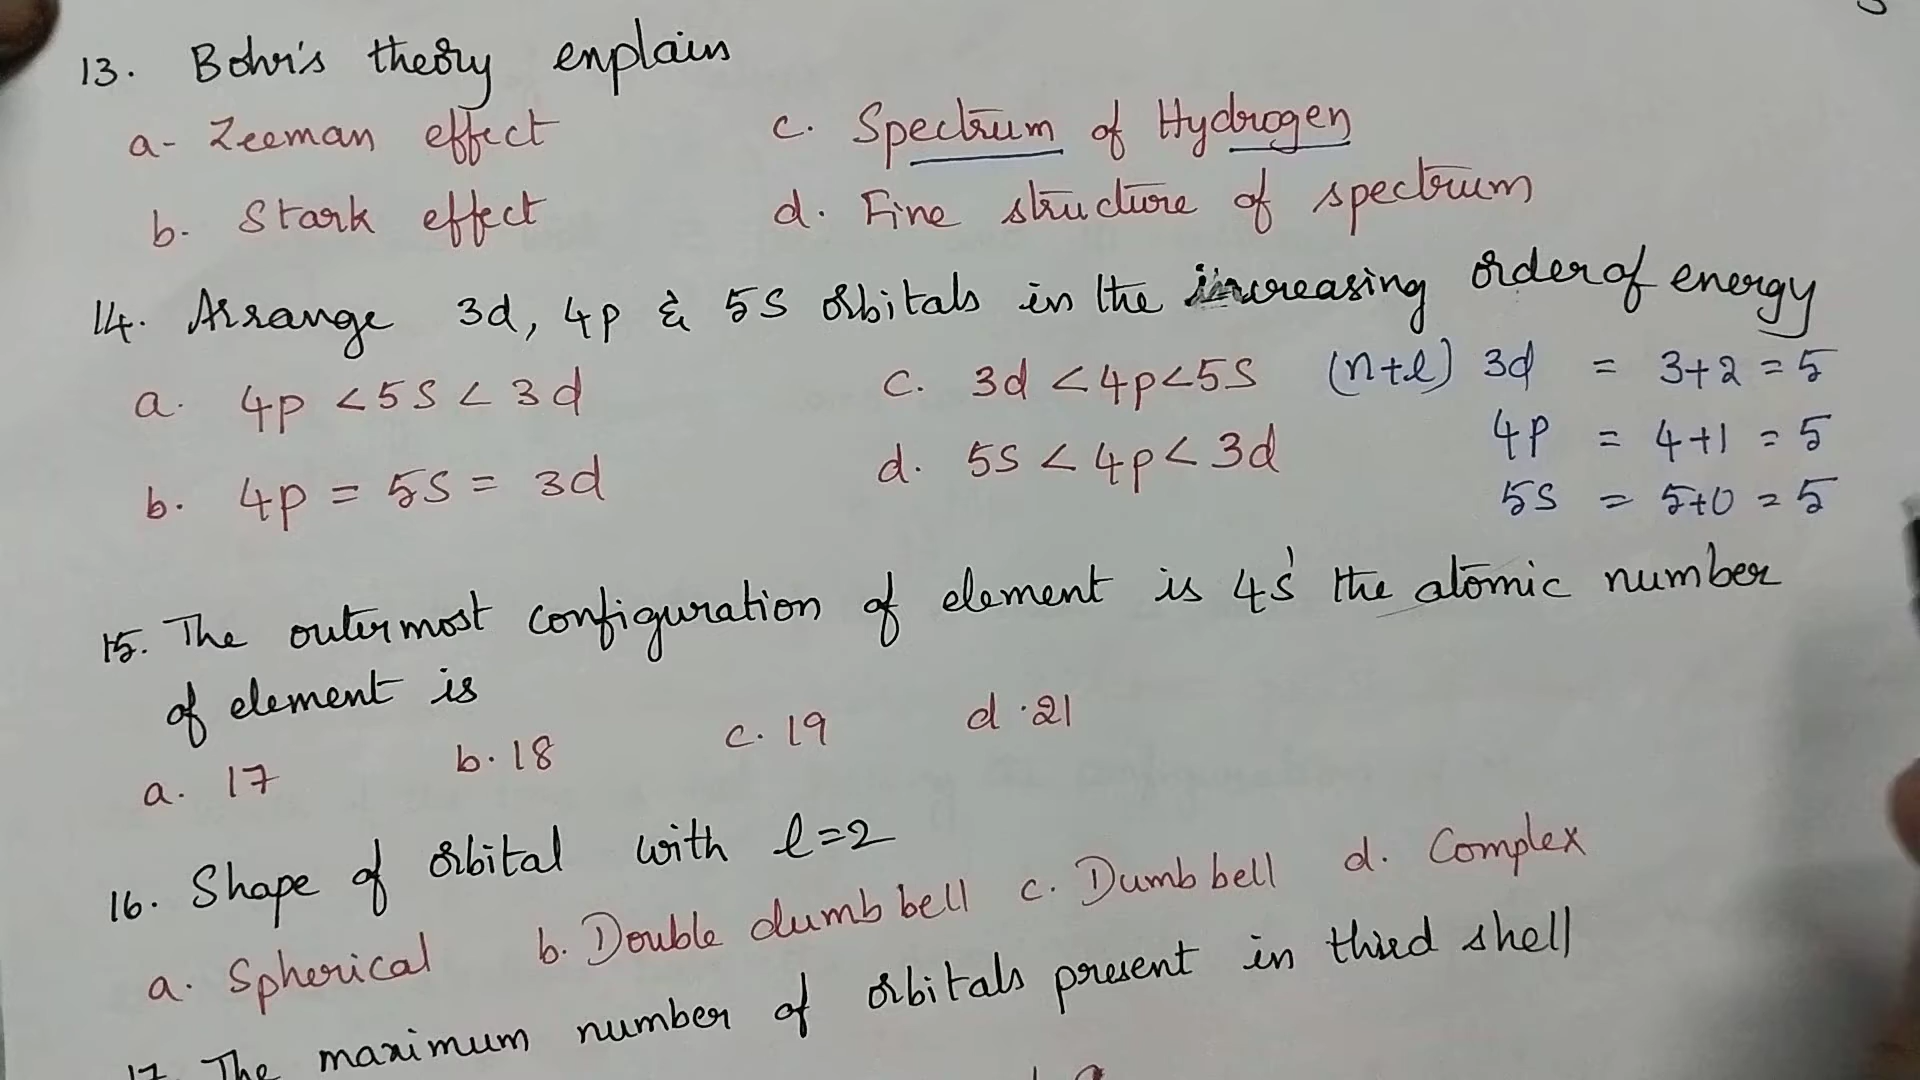 13. Bohr's theory explain
a- Zeeman effect c. Spectrum of Hydrogen
b. Stark effect d. Fine structure of spectrum
14. Arrange 3d, 4p & 5S orbitals in the increasing order of energy
a. 4p < 5S < 3d c. 3d < 4p < 5S (n+l) 3d = 3+2 = 5
4P = 4+1 = 5
b. 4p = 5S = 3d d. 5S < 4p < 3d
5S = 5+0 = 5
15. The outermost configuration of element is 4s¹ the atomic number
of element is
a. 17 b. 18 c. 19 d. 21
16. Shape of orbital with l=2
a. Spherical b. Double dumb bell c. Dumb bell d. Complex
17. The maximum number of orbitals present in third shell